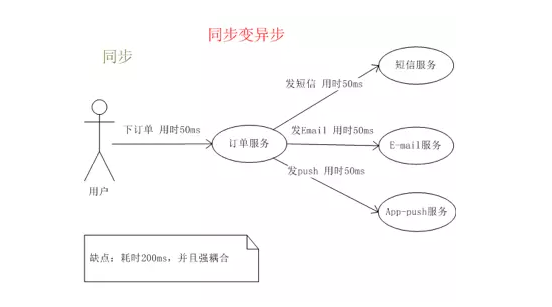 同步变异步
同步
短信服务
发短信 用时50ms
下订单 用时50ms
发Email 用时50ms
订单服务
E-mail服务
发push 用时50ms
用户
App-push服务
缺点：耗时200ms，并且强耦合